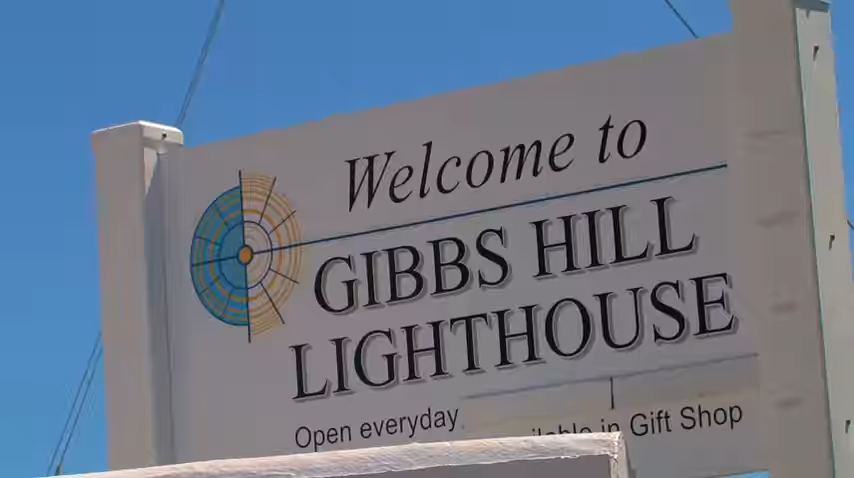 Welcome to
GIBBS HILL
LIGHTHOUSE
Open everyday
in Gift Shop